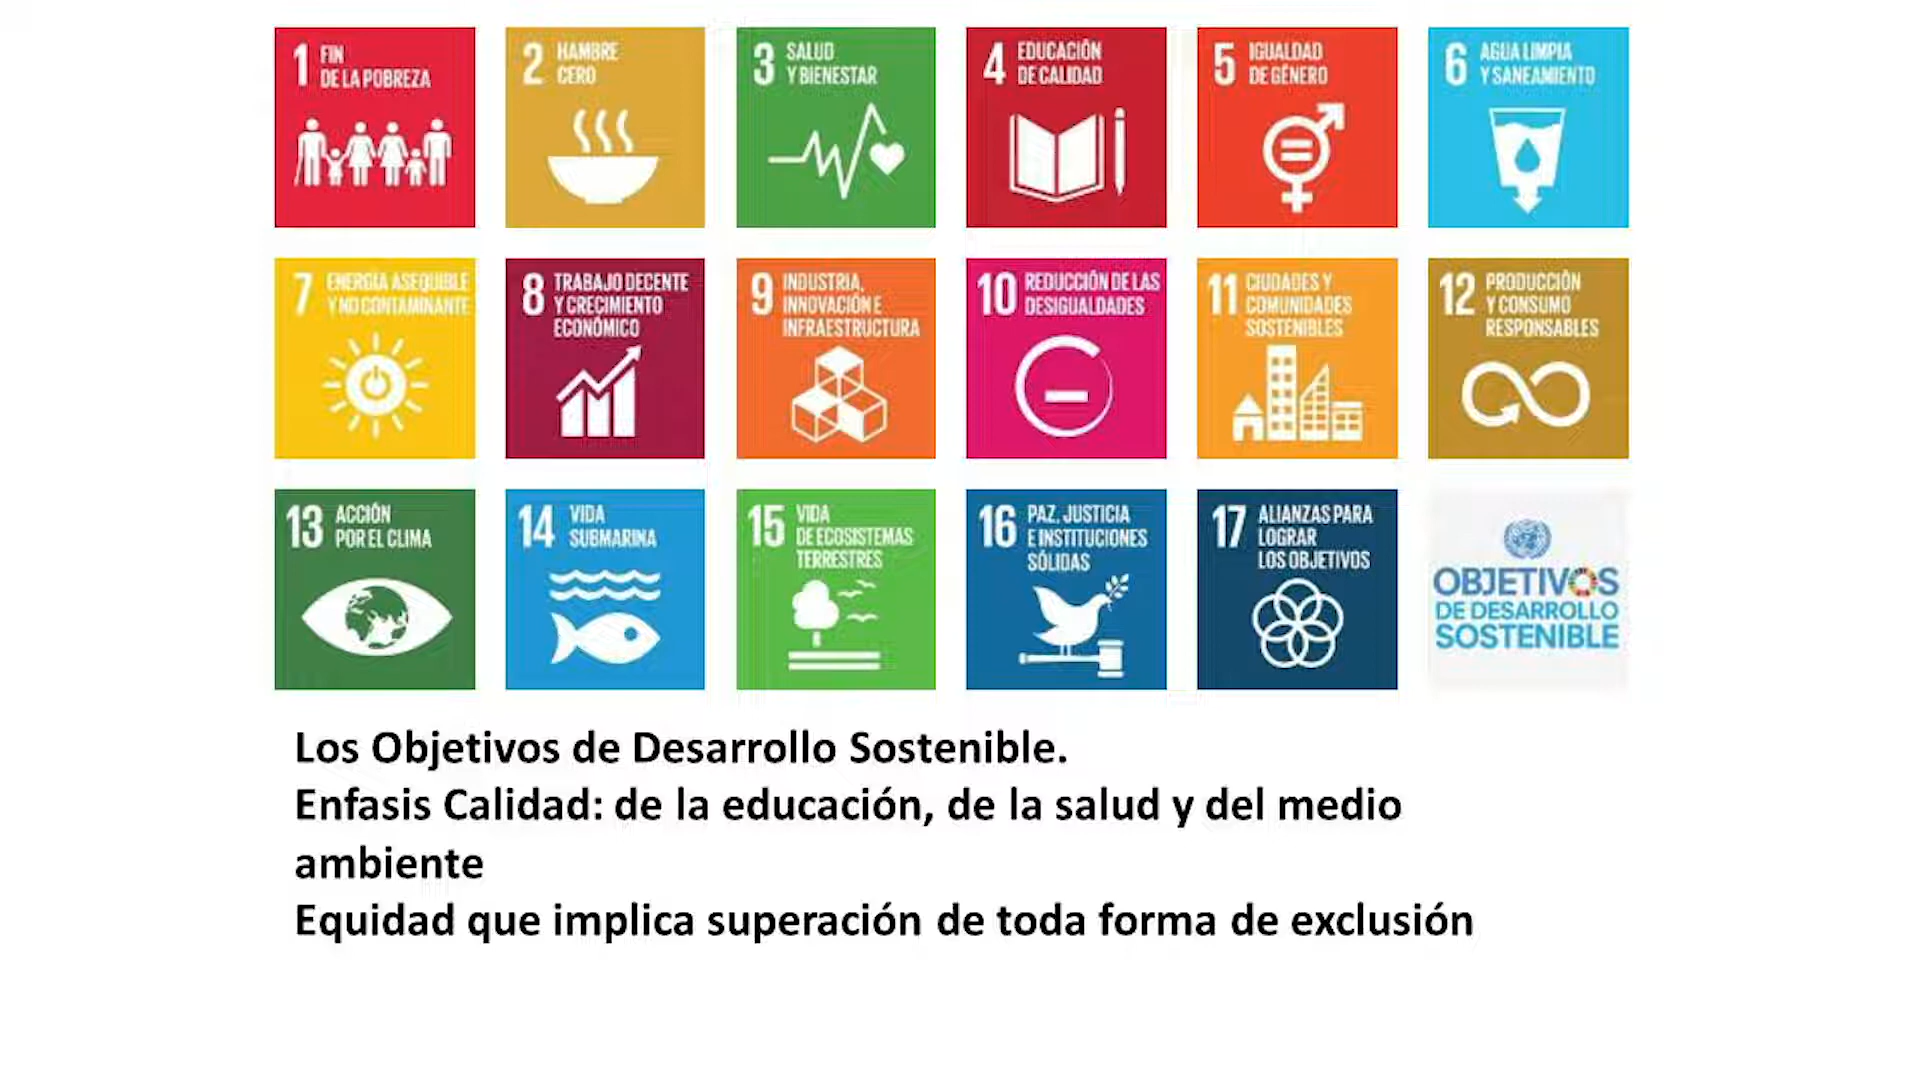 1 FIN
DE LA POBREZA
2 HAMBRE
CERO
3 SALUD
Y BIENESTAR
4 EDUCACIÓN
DE CALIDAD
5 IGUALDAD
DE GÉNERO
6 AGUA LIMPIA
Y SANEAMIENTO
7 ENERGÍA ASEQUIBLE
Y NO CONTAMINANTE
8 TRABAJO DECENTE
Y CRECIMIENTO
ECONÓMICO
9 INDUSTRIA,
INNOVACIÓN E
INFRAESTRUCTURA
10 REDUCCIÓN DE LAS
DESIGUALDADES
11 CIUDADES Y
COMUNIDADES
SOSTENIBLES
12 PRODUCCIÓN
Y CONSUMO
RESPONSABLES
13 ACCIÓN
POR EL CLIMA
14 VIDA
SUBMARINA
15 VIDA
DE ECOSISTEMAS
TERRESTRES
16 PAZ, JUSTICIA
E INSTITUCIONES
SÓLIDAS
17 ALIANZAS PARA
LOGRAR
LOS OBJETIVOS
OBJETIVOS
DE DESARROLLO
SOSTENIBLE
Los Objetivos de Desarrollo Sostenible.
Enfasis Calidad: de la educación, de la salud y del medio
ambiente
Equidad que implica superación de toda forma de exclusión